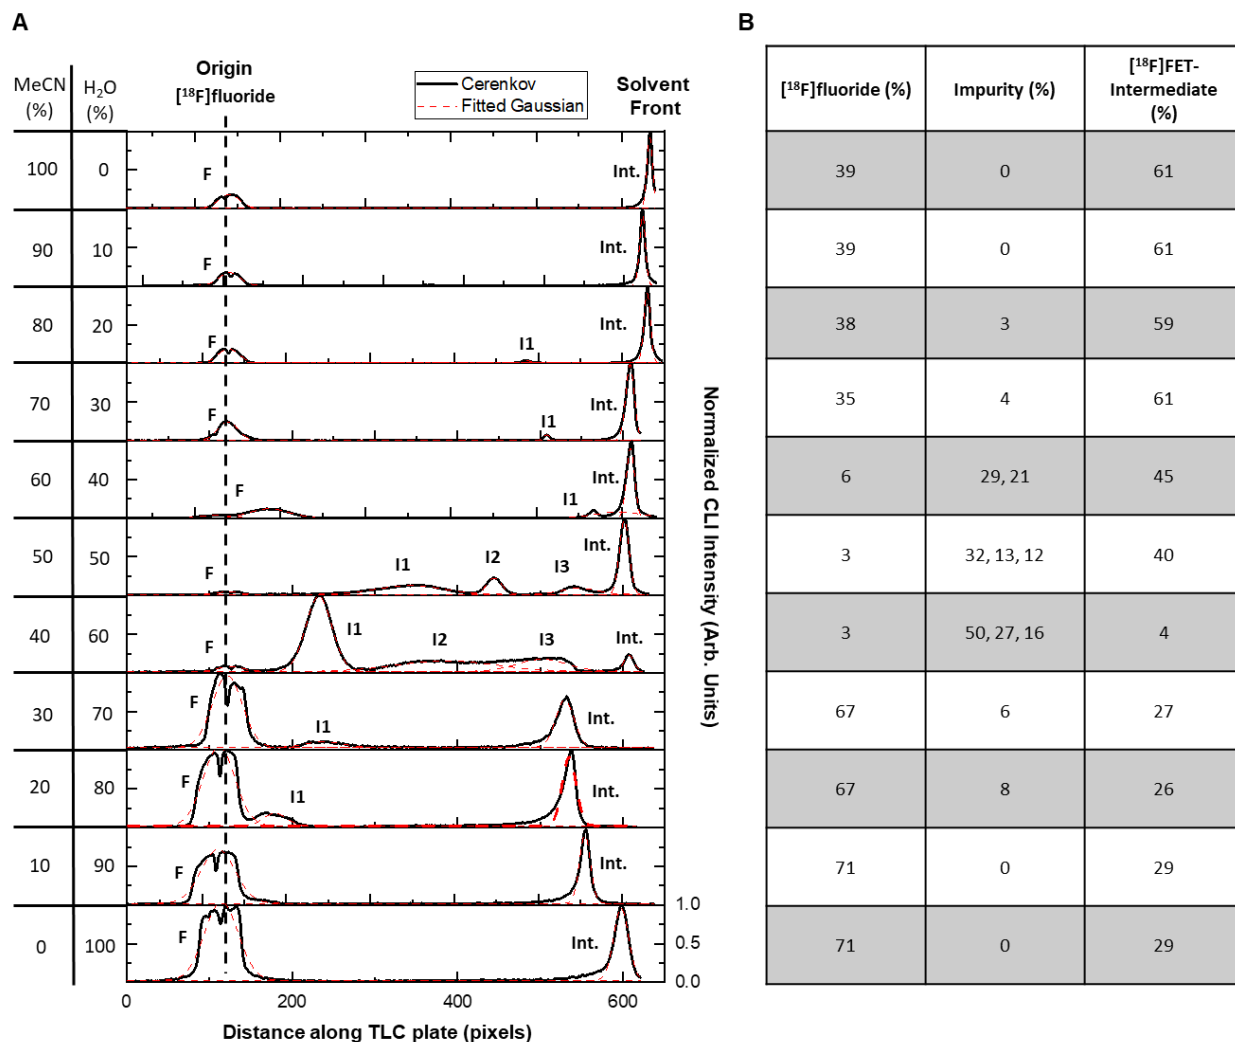 A
B
MeCN
(%)
H2O
(%)
Origin
[18F]fluoride
Cerenkov
Fitted Gaussian
Solvent
Front
[18F]fluoride (%)
Impurity (%)
[18F]FET-
Intermediate
(%)
100
0
F
Int.
39
0
61
90
10
F
Int.
39
0
61
80
20
F
I1
Int.
38
3
59
70
30
F
I1
Int.
35
4
61
60
40
F
I1
Int.
6
29, 21
45
50
50
F
I1
I2
I3
Int.
3
32, 13, 12
40
40
60
F
I1
I2
I3
Int.
3
50, 27, 16
4
30
70
F
I1
Int.
67
6
27
20
80
F
I1
Int.
67
8
26
10
90
F
Int.
71
0
29
0
100
F
Int.
71
0
29
1.0
0.5
0.0
Normalized CLI Intensity (Arb. Units)
0
200
400
600
Distance along TLC plate (pixels)